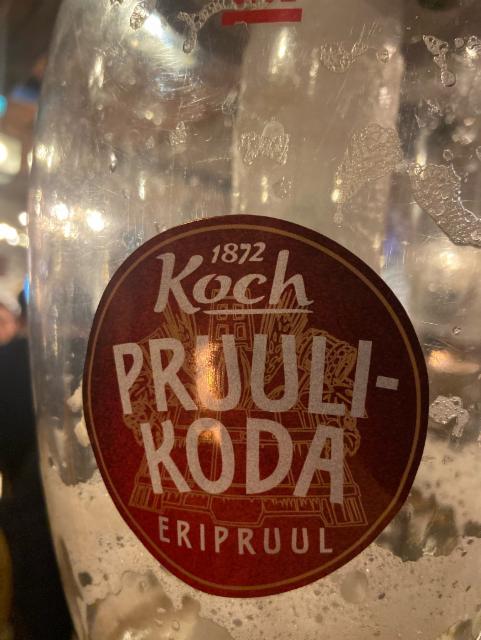 1872
Koch
PRUULI-
KODA
ERIPRUUL